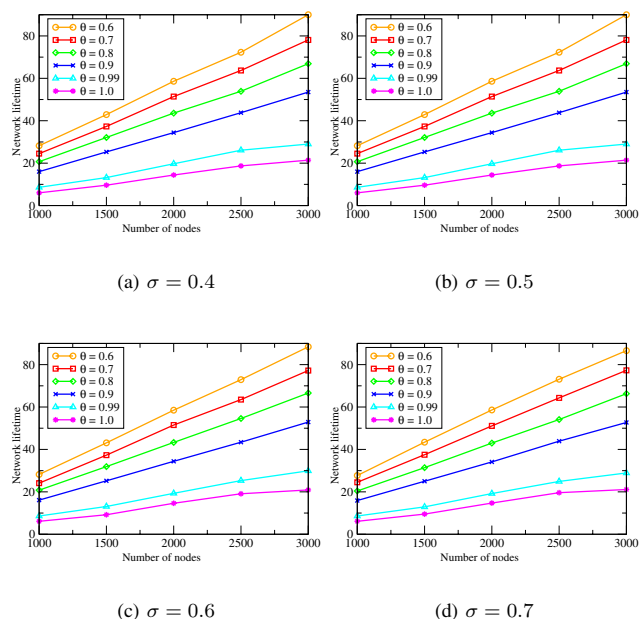 80
60
40
20
0
Network lifetime
θ = 0.6
θ = 0.7
θ = 0.8
θ = 0.9
θ = 0.99
θ = 1.0
1000 1500 2000 2500 3000
Number of nodes
(a) σ = 0.4
80
60
40
20
0
Network lifetime
θ = 0.6
θ = 0.7
θ = 0.8
θ = 0.9
θ = 0.99
θ = 1.0
1000 1500 2000 2500 3000
Number of nodes
(b) σ = 0.5
80
60
40
20
0
Network lifetime
θ = 0.6
θ = 0.7
θ = 0.8
θ = 0.9
θ = 0.99
θ = 1.0
1000 1500 2000 2500 3000
Number of nodes
(c) σ = 0.6
80
60
40
20
0
Network lifetime
θ = 0.6
θ = 0.7
θ = 0.8
θ = 0.9
θ = 0.99
θ = 1.0
1000 1500 2000 2500 3000
Number of nodes
(d) σ = 0.7